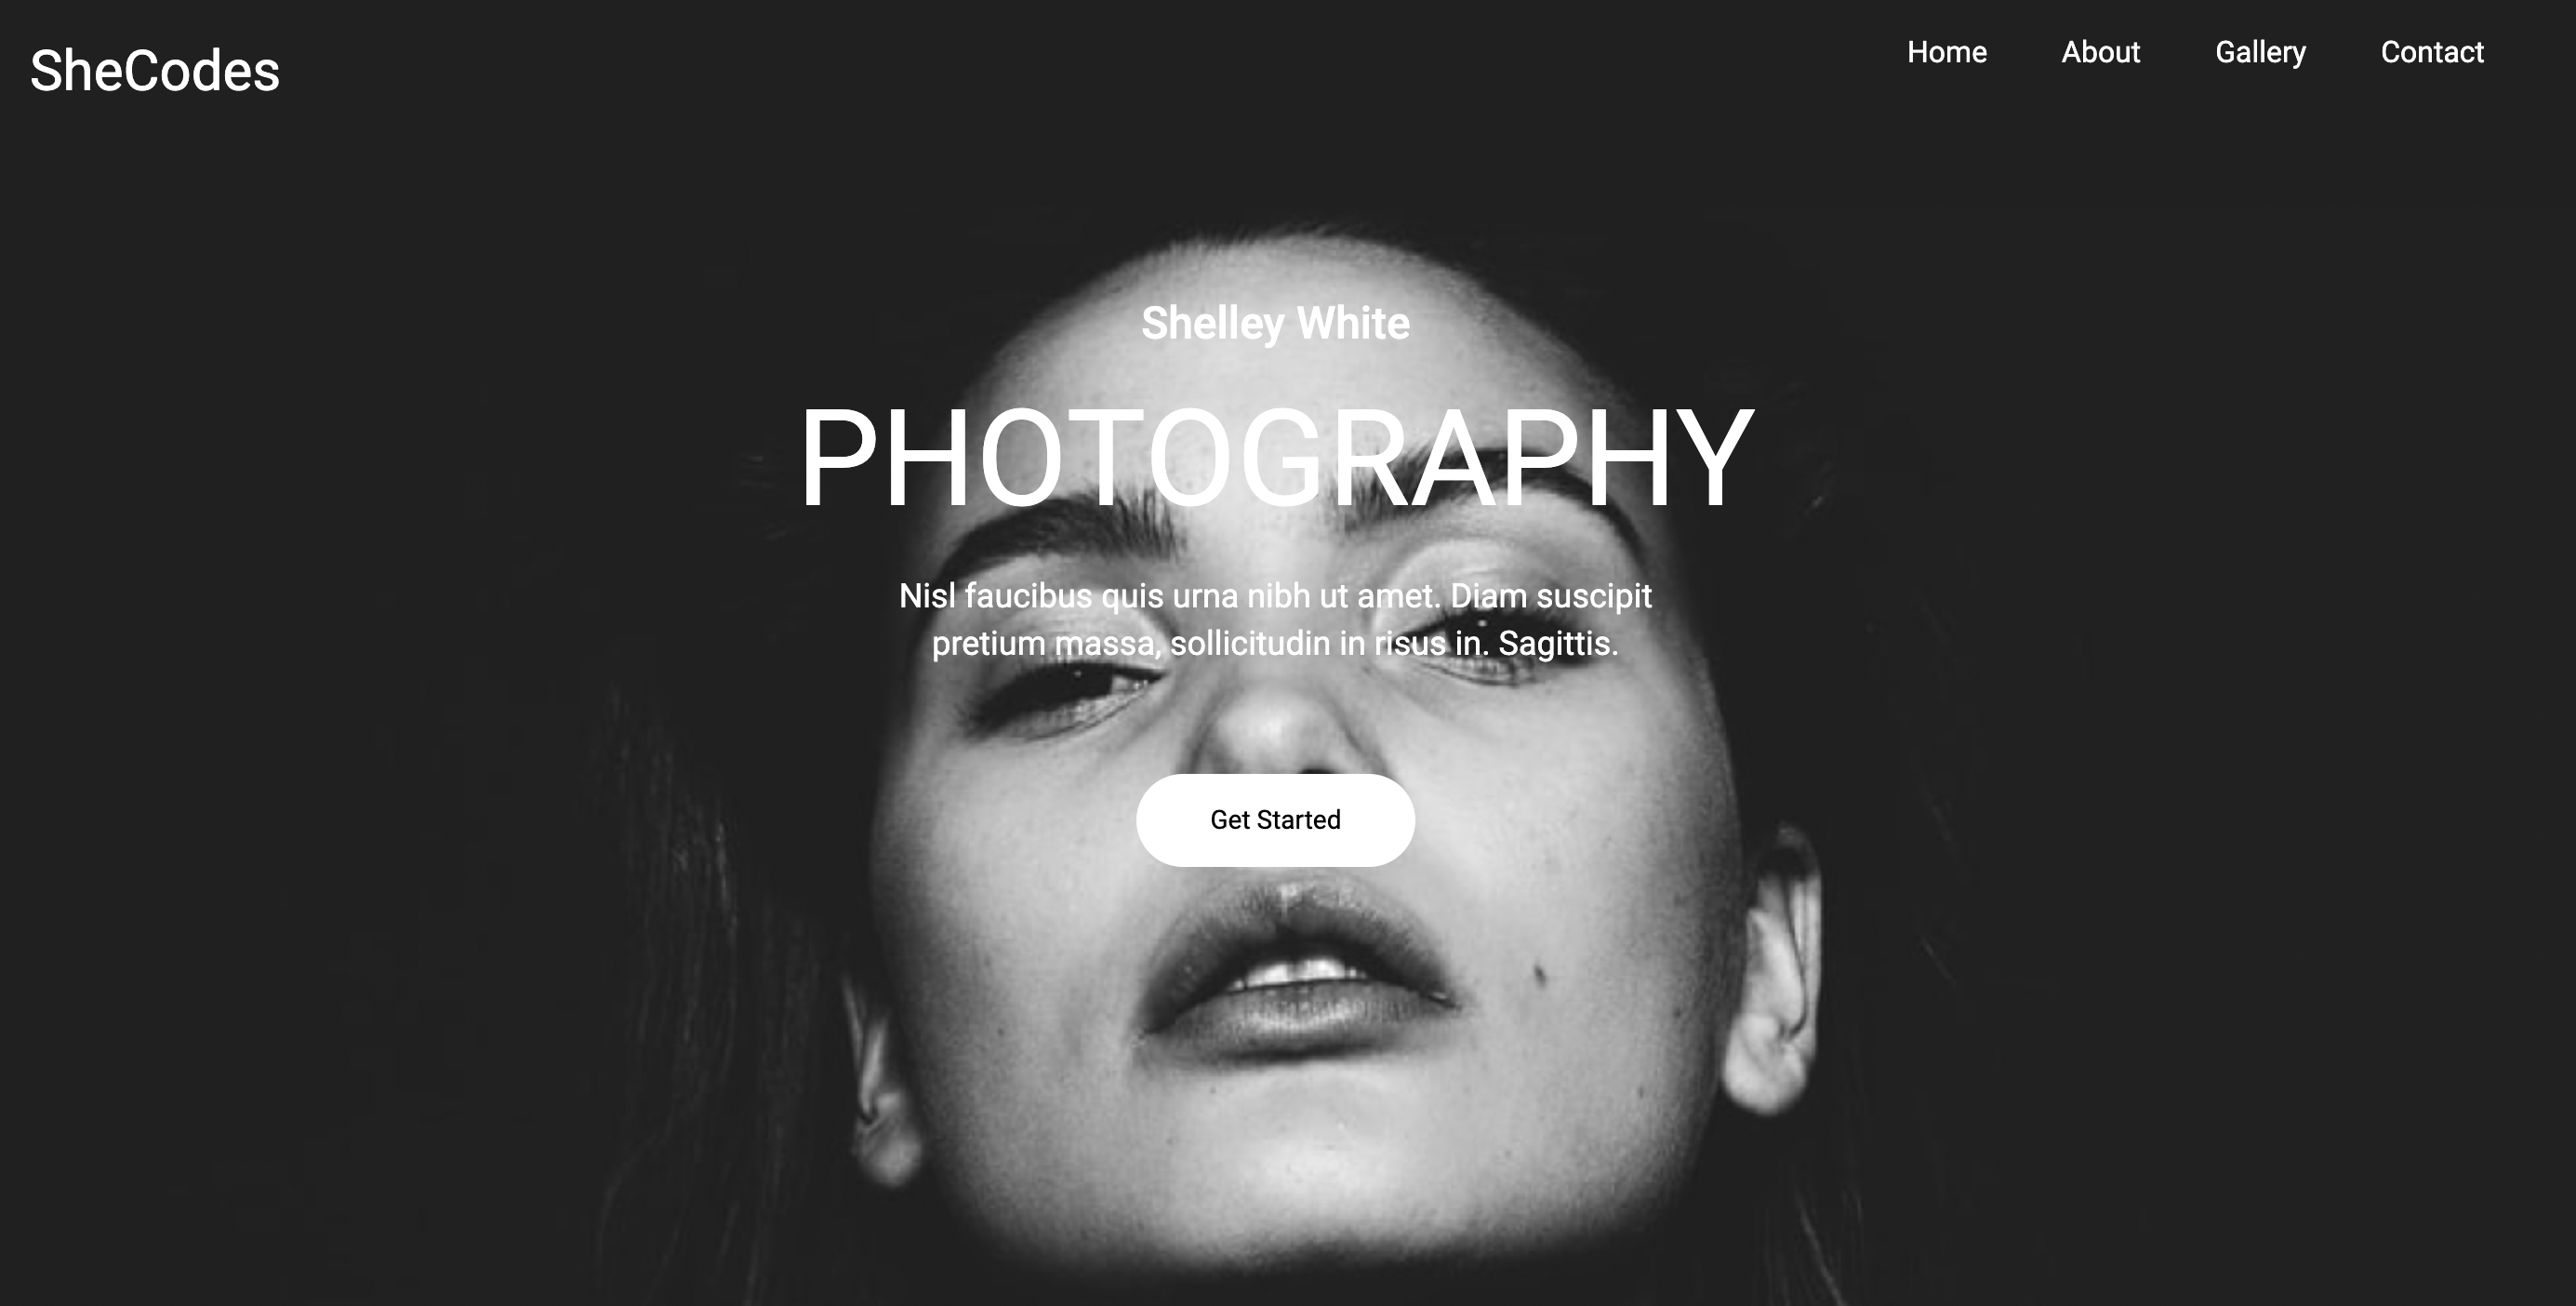 SheCodes
Home About Gallery Contact
Shelley White
PHOTOGRAPHY
Nisl faucibus quis urna nibh ut amet. Diam suscipit
pretium massa, sollicitudin in risus in. Sagittis.
Get Started